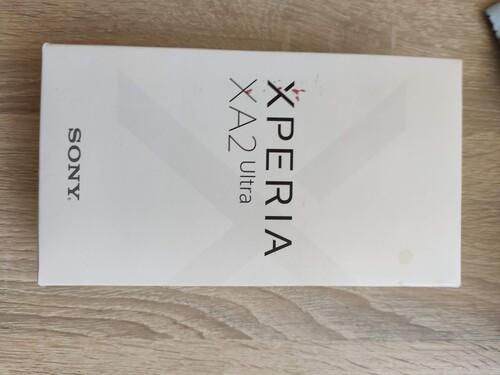 XPERIA
XA2 Ultra
SONY